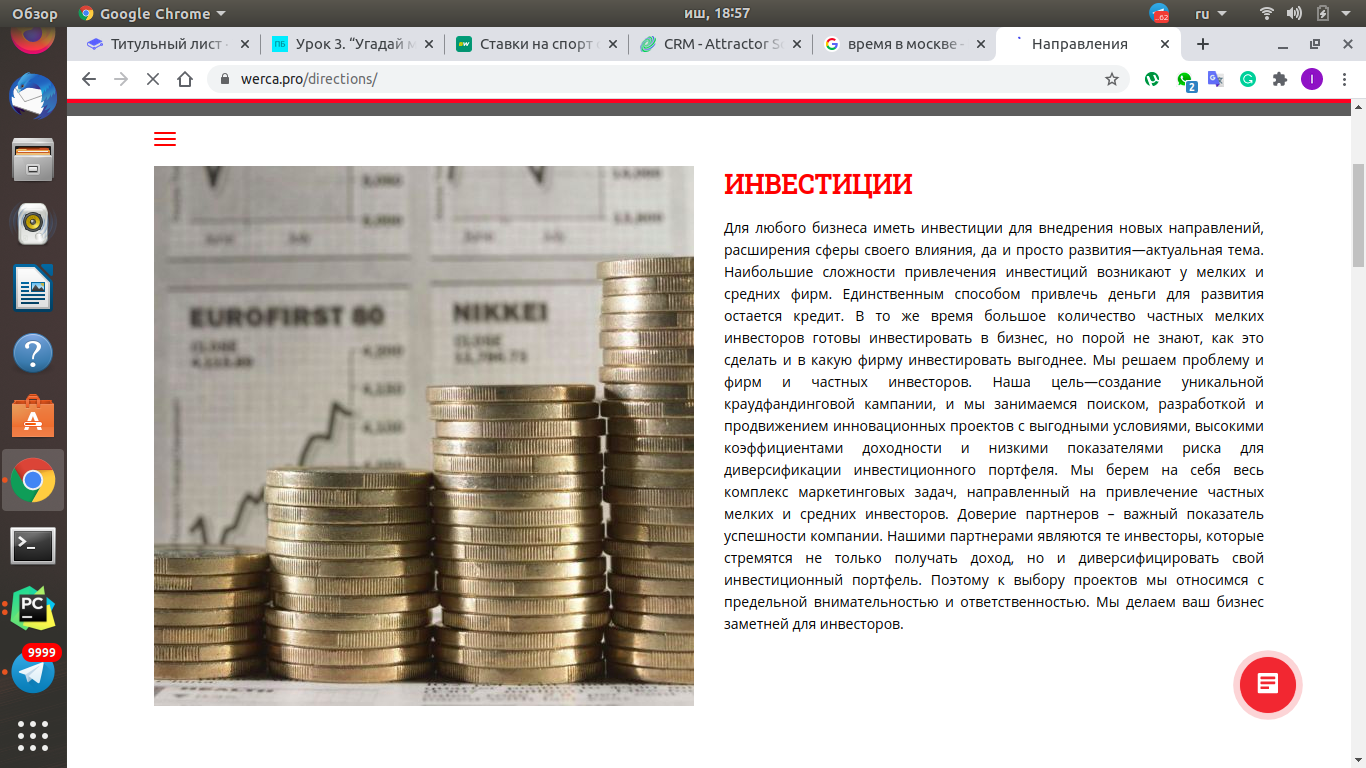 Обзор
Google Chrome
иш, 18:57
62
ru
Титульный лист
Урок 3. “Угадай м
Ставки на спорт
CRM - Attractor S
время в москве -
Направления
werca.pro/directions/
2
I
ИНВЕСТИЦИИ
Для любого бизнеса иметь инвестиции для внедрения новых направлений,
расширения сферы своего влияния, да и просто развития—актуальная тема.
Наибольшие сложности привлечения инвестиций возникают у мелких и
средних фирм. Единственным способом привлечь деньги для развития
остается кредит. В то же время большое количество частных мелких
инвесторов готовы инвестировать в бизнес, но порой не знают, как это
сделать и в какую фирму инвестировать выгоднее. Мы решаем проблему и
фирм и частных инвесторов. Наша цель—создание уникальной
краудфандинговой кампании, и мы занимаемся поиском, разработкой и
продвижением инновационных проектов с выгодными условиями, высокими
коэффициентами доходности и низкими показателями риска для
диверсификации инвестиционного портфеля. Мы берем на себя весь
комплекс маркетинговых задач, направленный на привлечение частных
мелких и средних инвесторов. Доверие партнеров – важный показатель
успешности компании. Нашими партнерами являются те инвесторы, которые
стремятся не только получать доход, но и диверсифицировать свой
инвестиционный портфель. Поэтому к выбору проектов мы относимся с
предельной внимательностью и ответственностью. Мы делаем ваш бизнес
заметней для инвесторов.
EUROFIRST 80
CLOSE
NIKKEI
CLOSE
4,200
HEALTH
PC
9999